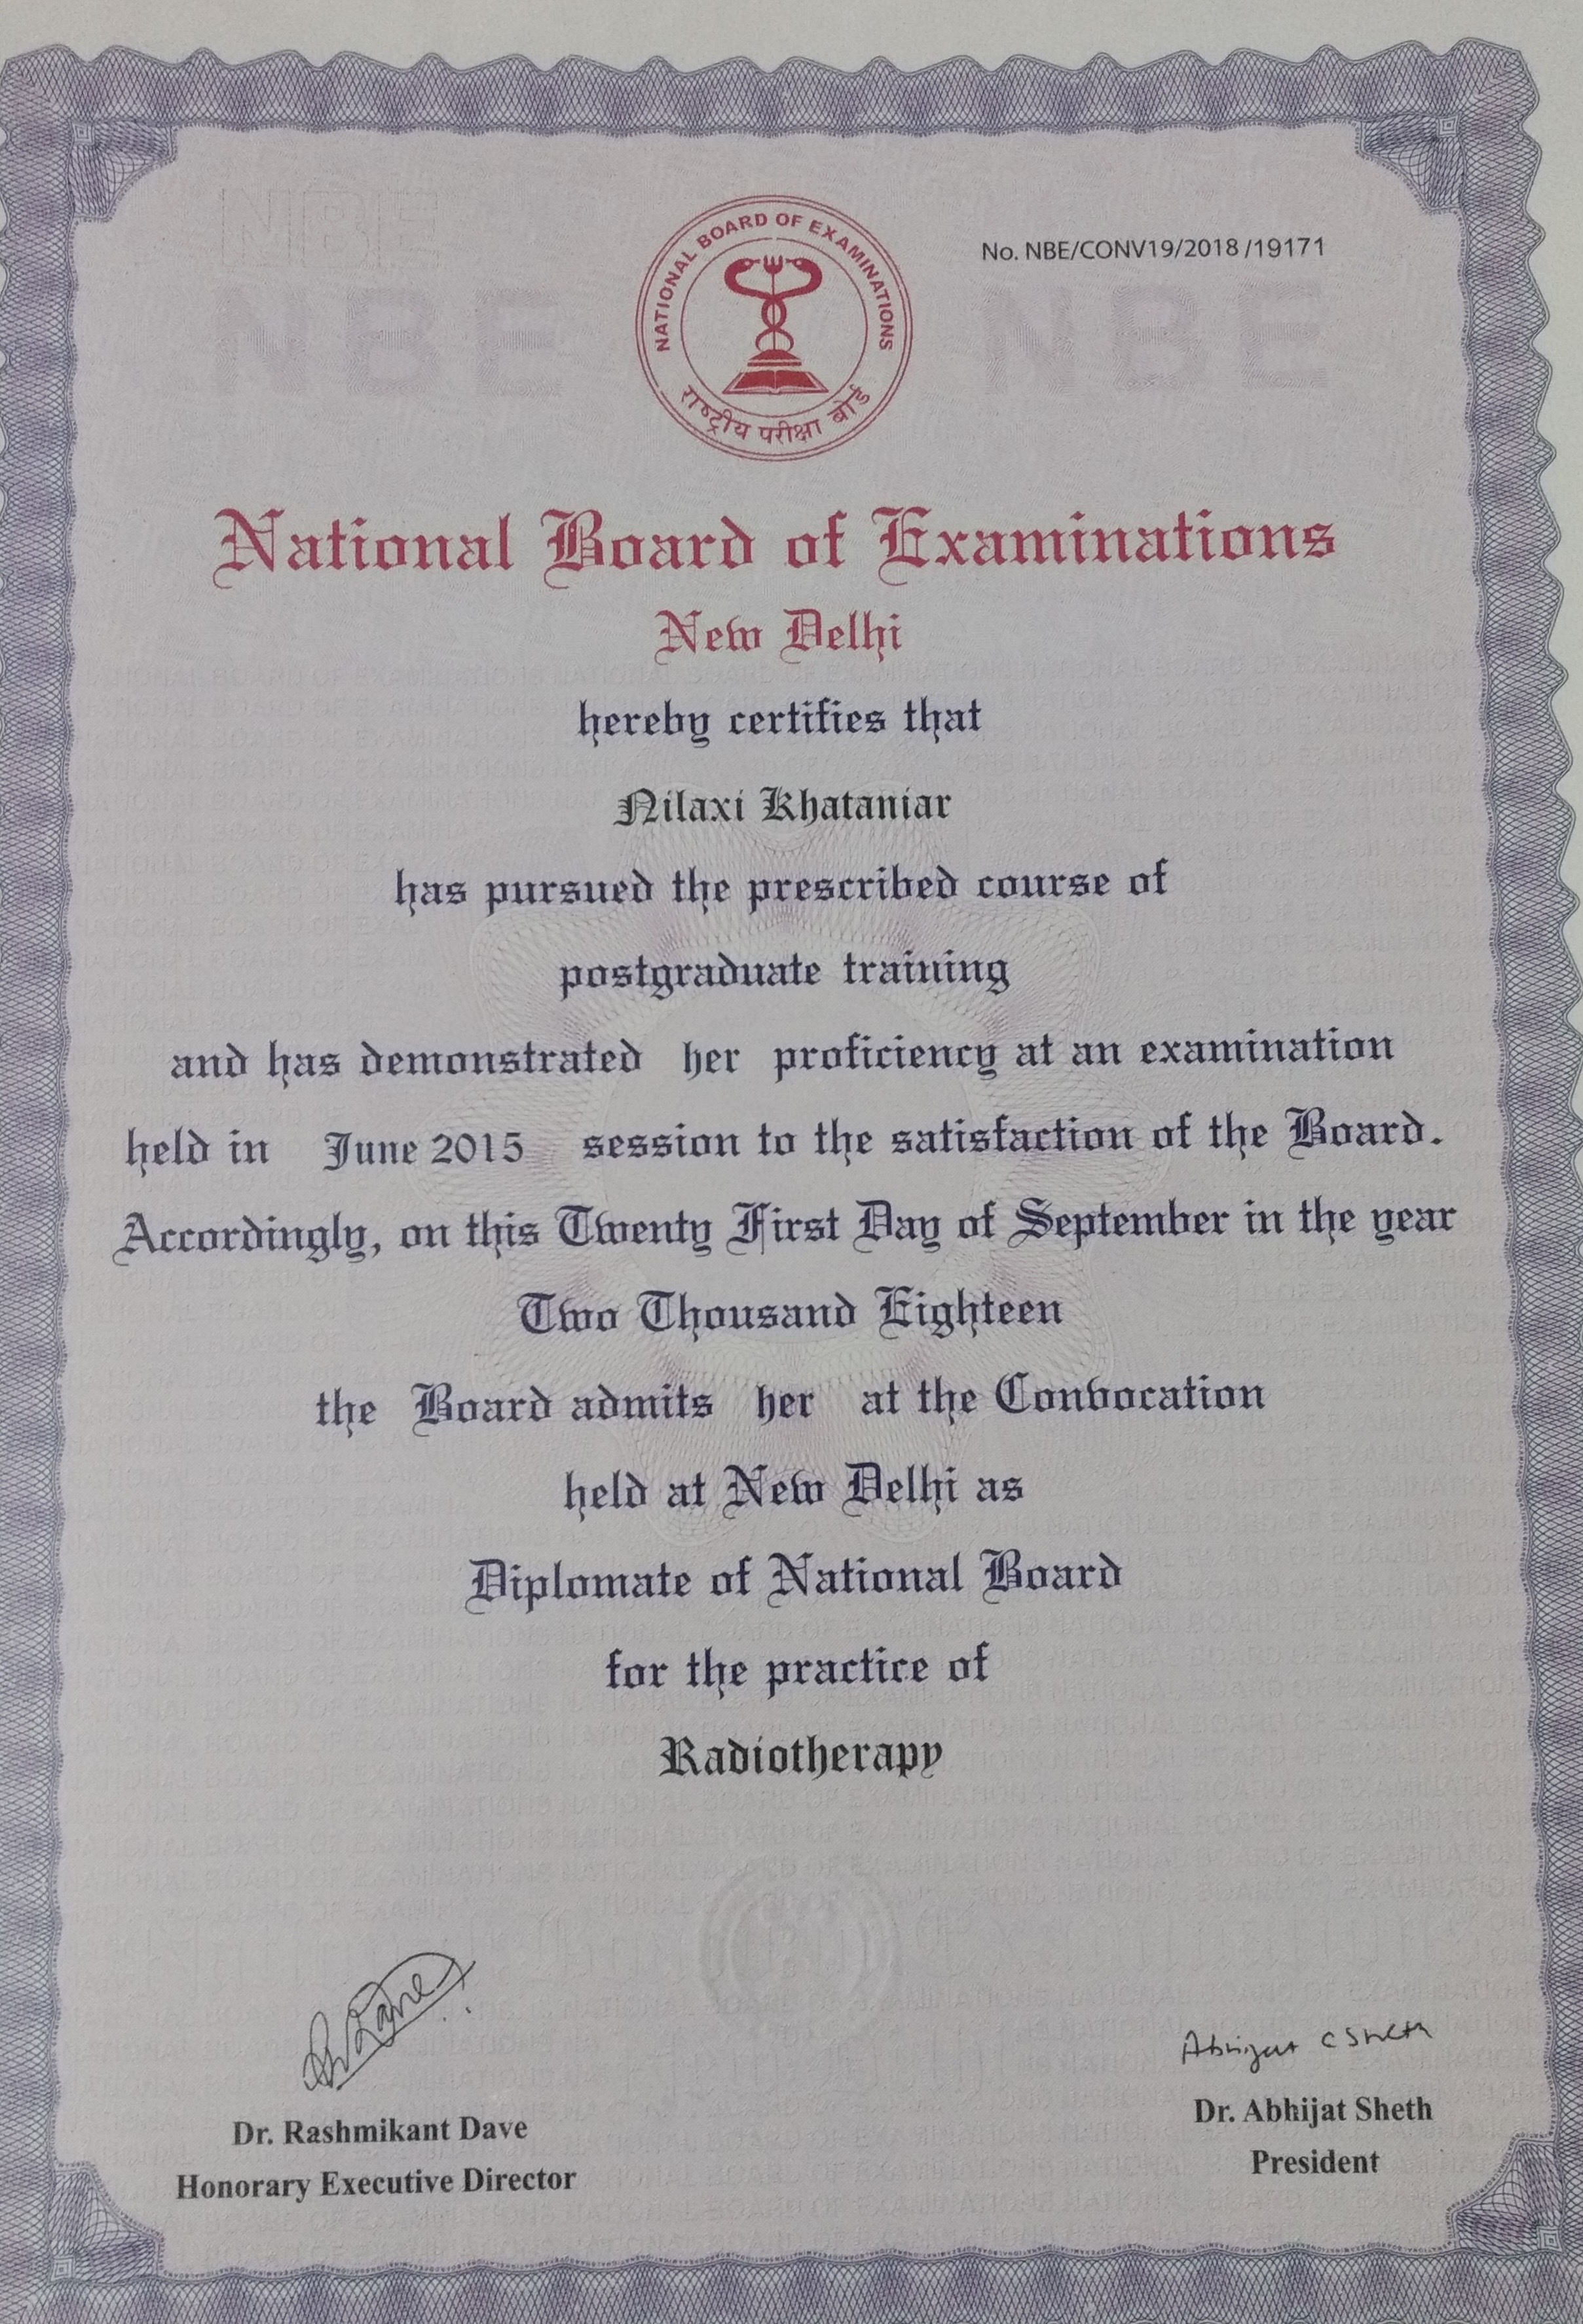 NBE
No. NBE/CONV19/2018/19171
NBE NBE
NATIONAL BOARD OF EXAMINATIONS
राष्ट्रीय परीक्षा बोर्ड
National Board of Examinations
New Delhi
hereby certifies that
Nilaxi Khataniar
has pursued the prescribed course of
postgraduate training
and has demonstrated her proficiency at an examination
held in June 2015 session to the satisfaction of the Board.
Accordingly, on this Twenty First Day of September in the year
Two Thousand Eighteen
the Board admits her at the Convocation
held at New Delhi as
Diplomate of National Board
for the practice of
Radiotherapy
Abhijat C Sheth
Dr. Rashmikant Dave
Honorary Executive Director
Dr. Abhijat Sheth
President